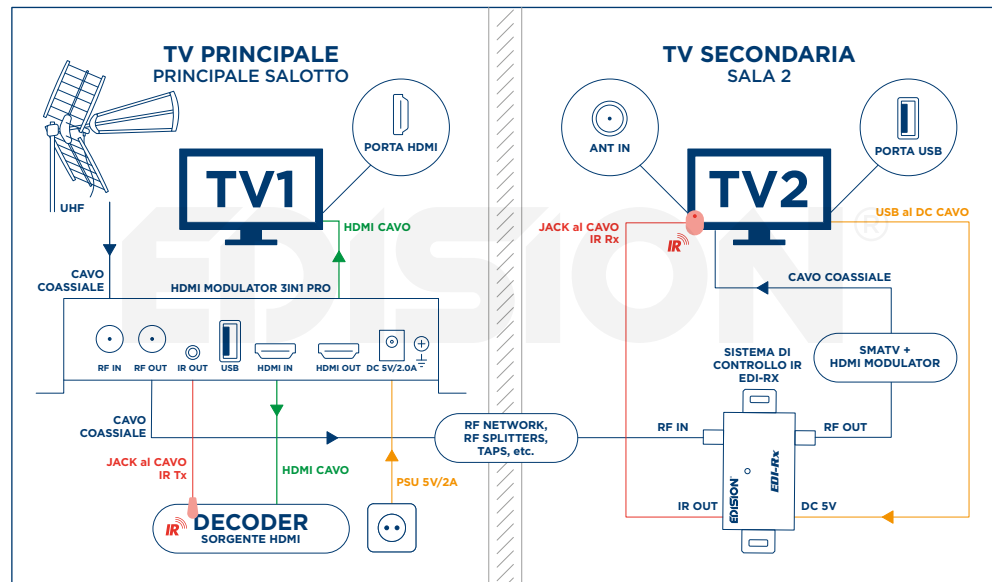 TV PRINCIPALE
PRINCIPALE SALOTTO
PORTA HDMI
UHF
TV1
HDMI CAVO
CAVO
COASSIALE
HDMI MODULATOR 3IN1 PRO
RF IN
RF OUT
IR OUT
USB
HDMI IN
HDMI OUT
DC 5V/2.0A
CAVO
COASSIALE
JACK al CAVO
IR Tx
HDMI CAVO
PSU 5V/2A
IR
DECODER
SORGENTE HDMI
RF NETWORK,
RF SPLITTERS,
TAPS, etc.
TV SECONDARIA
SALA 2
ANT IN
PORTA USB
TV2
JACK al CAVO
IR Rx
IR
USB al DC CAVO
CAVO COASSIALE
SISTEMA DI
CONTROLLO IR
EDI-RX
SMATV +
HDMI MODULATOR
RF IN
RF OUT
EDISION
EDI-Rx
IR OUT
DC 5V
EDISION®